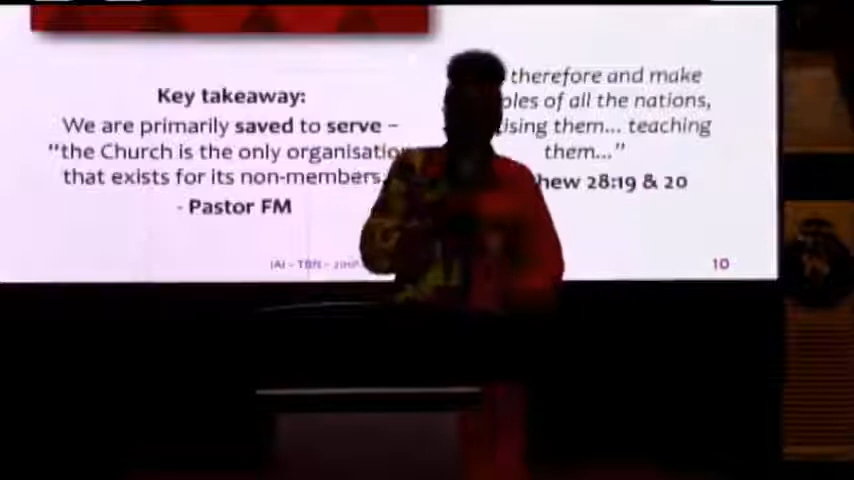 Key takeaway:
We are primarily saved to serve –
"the Church is the only organisatio
that exists for its non-members.
- Pastor FM
therefore and make
ples of all the nations,
ising them... teaching
them..."
hew 28:19 & 20
10